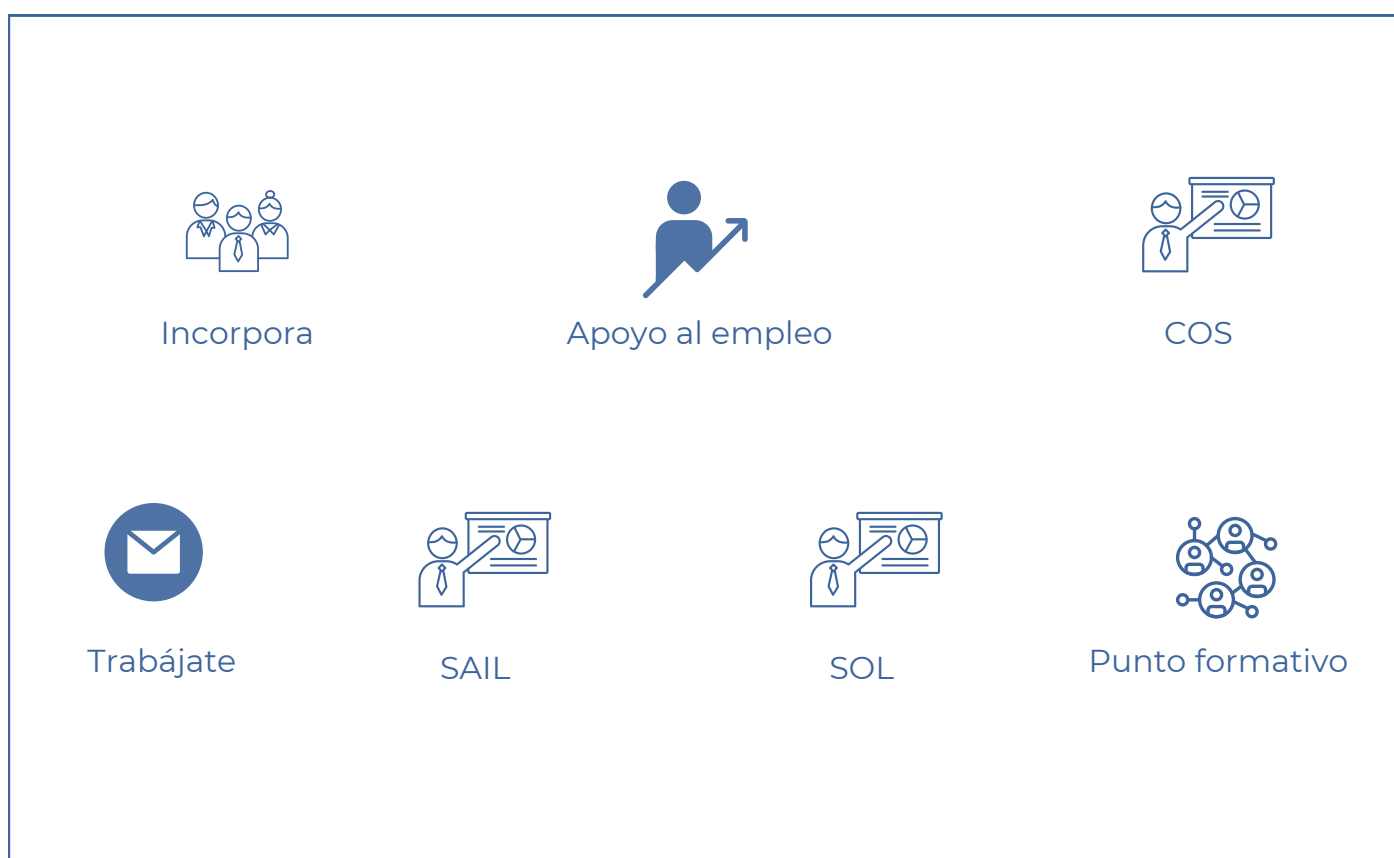 Incorpora
Apoyo al empleo
COS
Trabájate
SAIL
SOL
Punto formativo